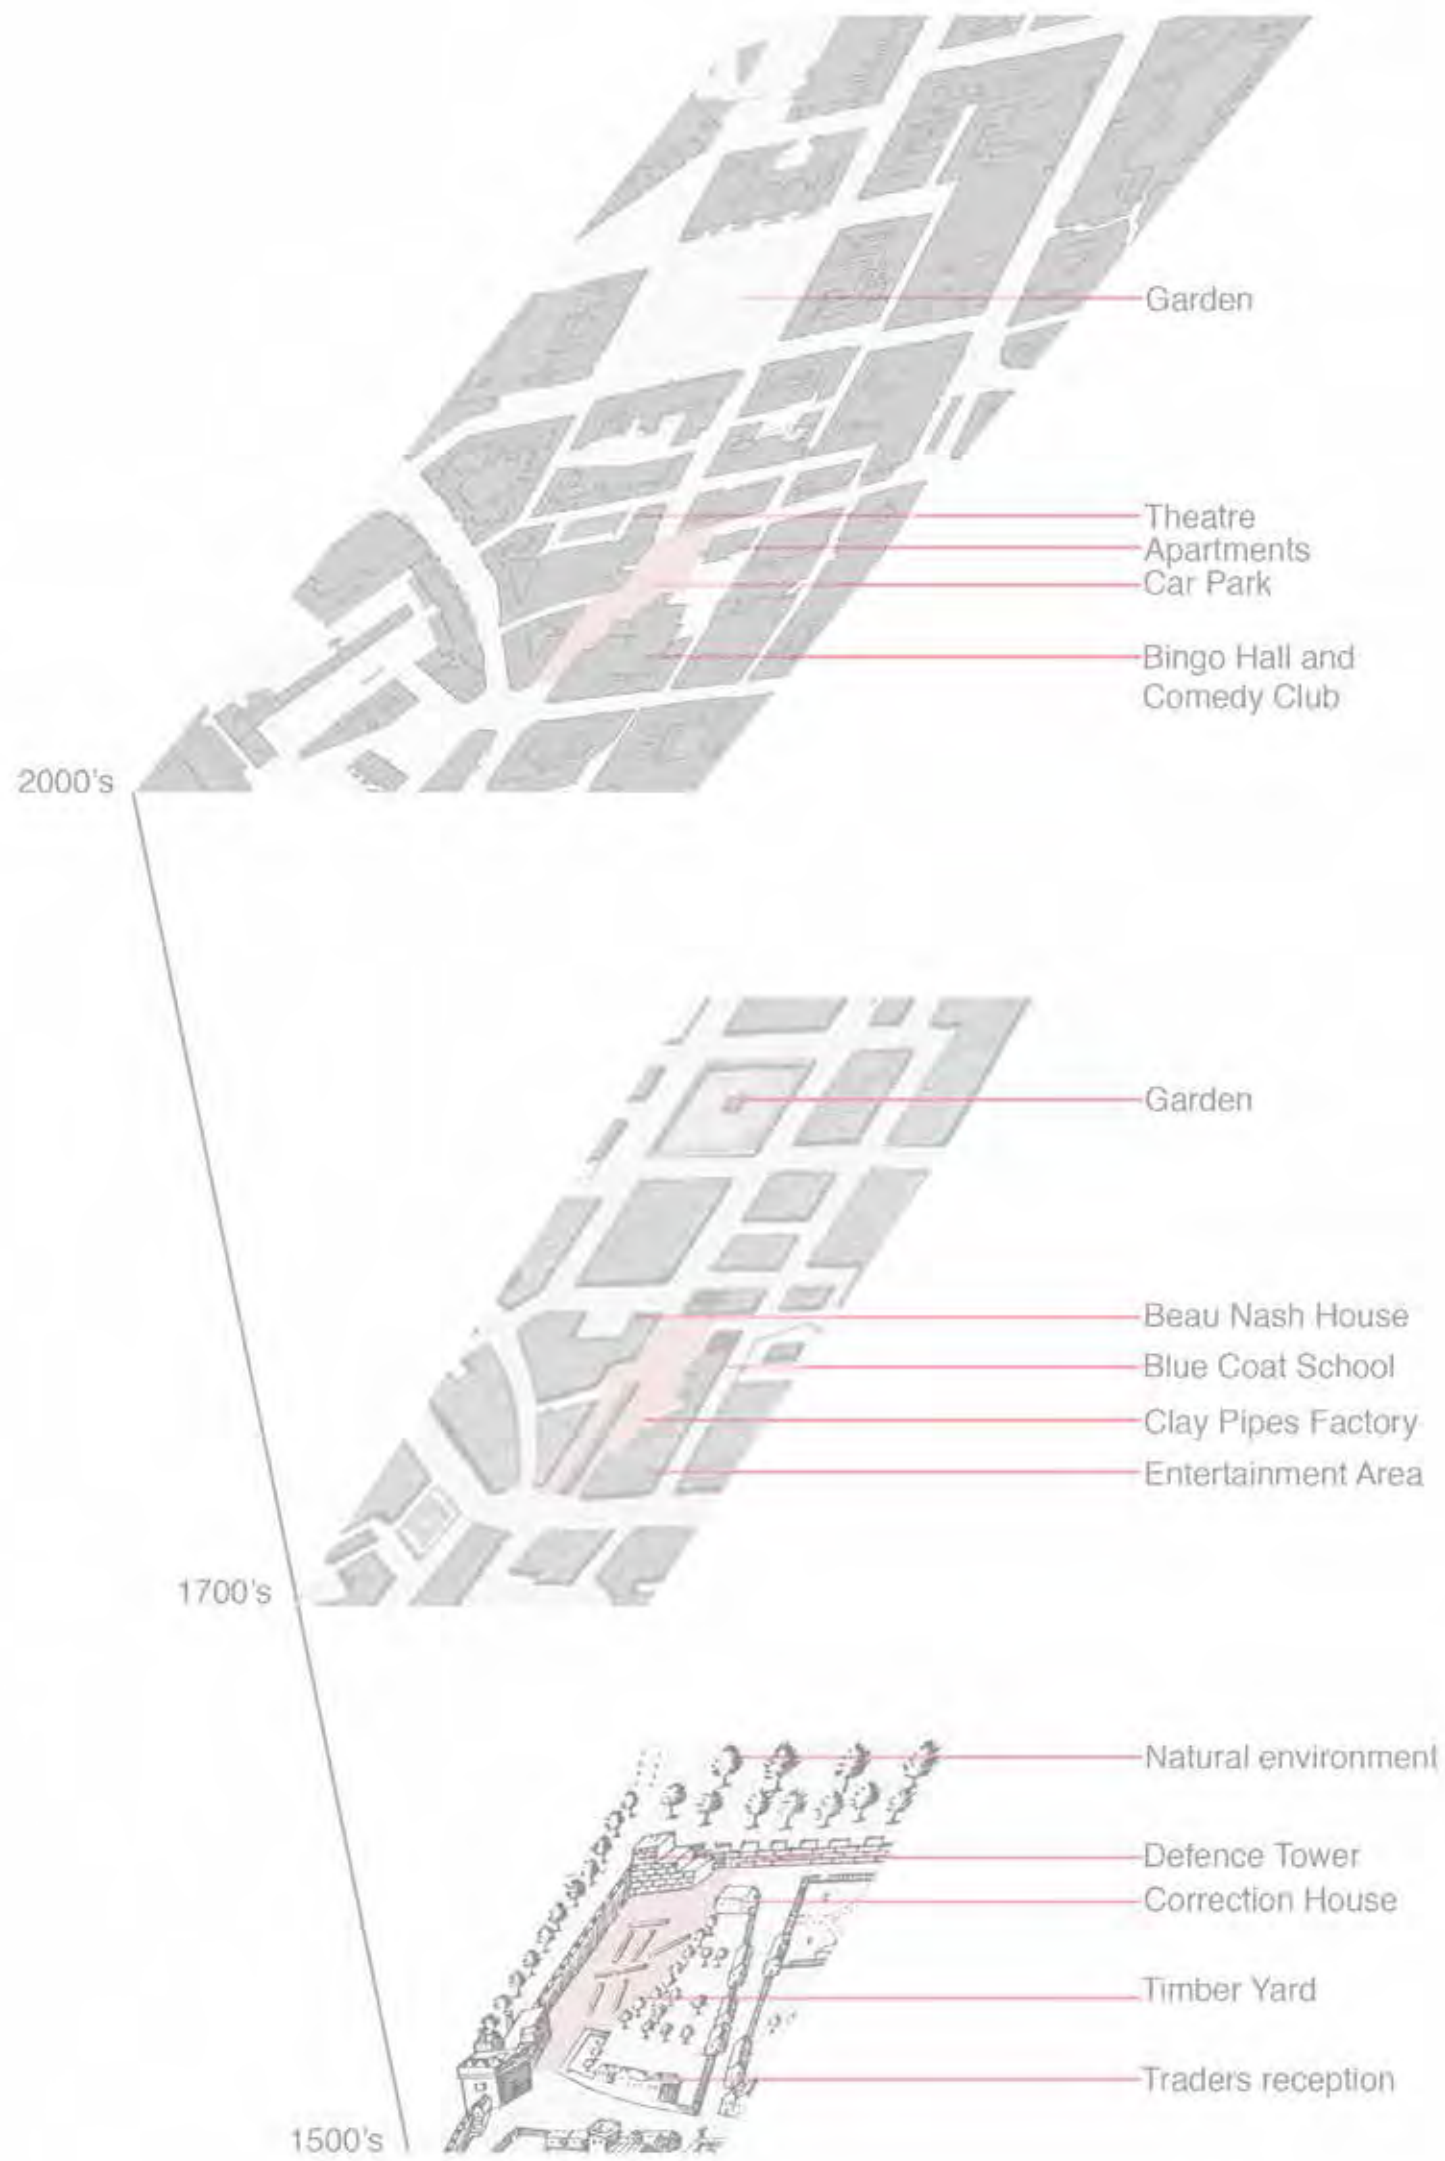 Garden
Theatre
Apartments
Car Park
Bingo Hall and
Comedy Club
2000's
Garden
Beau Nash House
Blue Coat School
Clay Pipes Factory
Entertainment Area
1700's
Natural environment
Defence Tower
Correction House
Timber Yard
Traders reception
1500's